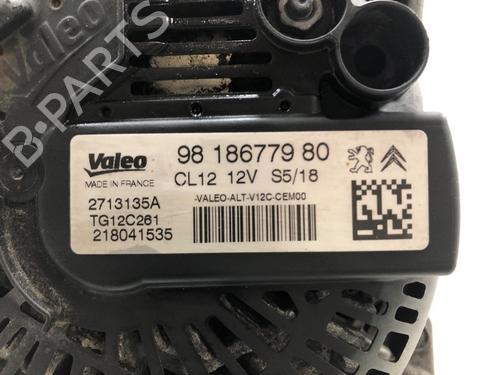 Valeo
B-PARTS
Valeo
MADE IN FRANCE
98 186779 80
CL12 12V S5/18
2713135A
TG12C261
218041535
-VALEO-ALT-V12C-CEM00